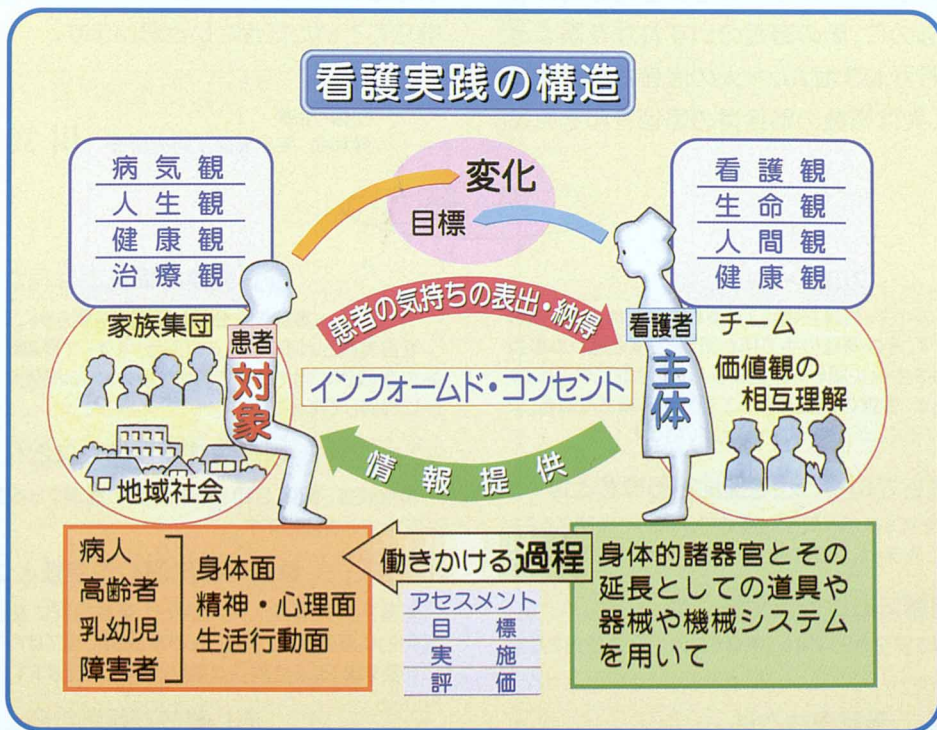 看護実践の構造
病気観
人生観
健康観
治療観
変化
目標
看護観
生命観
人間観
健康観
家族集団
患者
対象
地域社会
患者の気持ちの表出・納得
インフォームド・コンセント
情報提供
看護者
主体
チーム
価値観の
相互理解
病人
高齢者
乳幼児
障害者
身体面
精神・心理面
生活行動面
働きかける過程
アセスメント
目標
実施
評価
身体的諸器官とその
延長としての道具や
器械や機械システム
を用いて